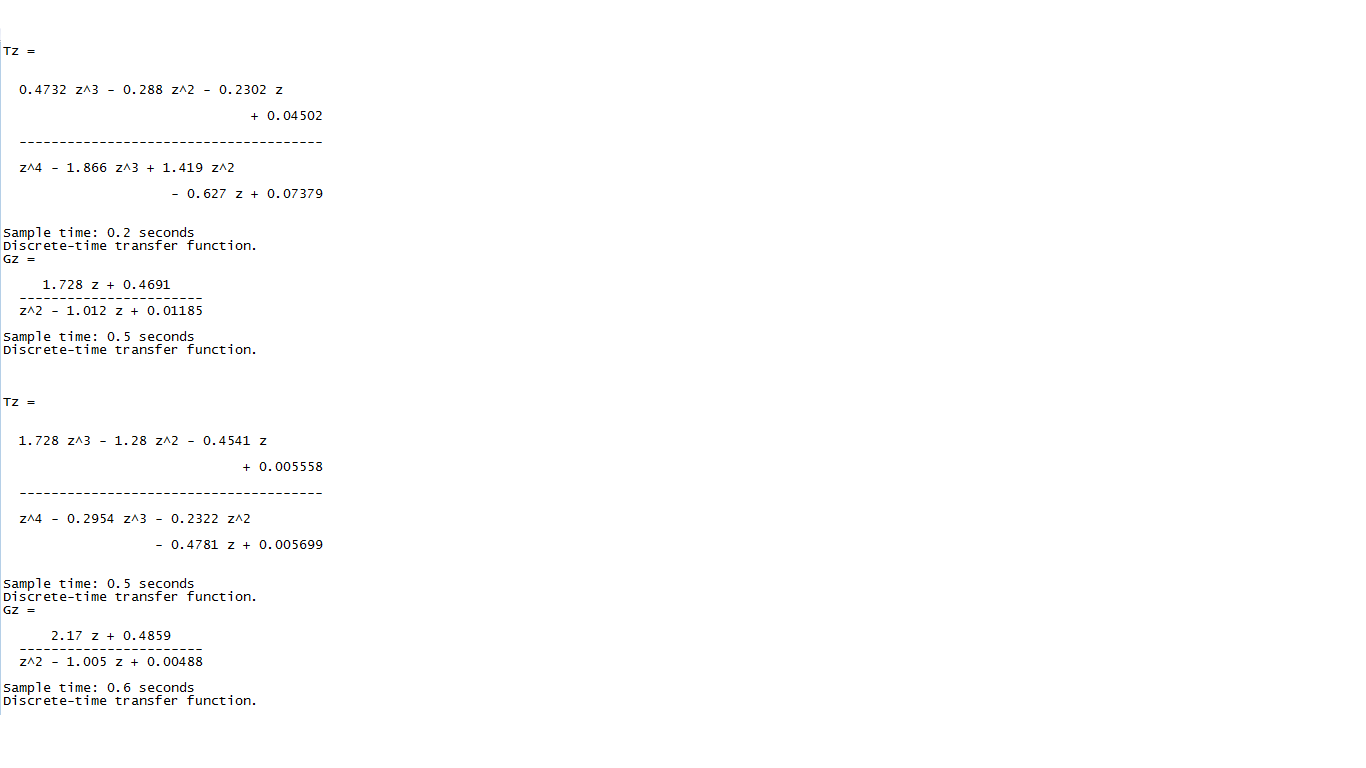 Tz =
0.4732 z^3 - 0.288 z^2 - 0.2302 z
+ 0.04502
--------------------------------------
z^4 - 1.866 z^3 + 1.419 z^2
- 0.627 z + 0.07379
Sample time: 0.2 seconds
Discrete-time transfer function.
Gz =
1.728 z + 0.4691
-----------------------
z^2 - 1.012 z + 0.01185
Sample time: 0.5 seconds
Discrete-time transfer function.
Tz =
1.728 z^3 - 1.28 z^2 - 0.4541 z
+ 0.005558
--------------------------------------
z^4 - 0.2954 z^3 - 0.2322 z^2
- 0.4781 z + 0.005699
Sample time: 0.5 seconds
Discrete-time transfer function.
Gz =
2.17 z + 0.4859
-----------------------
z^2 - 1.005 z + 0.00488
Sample time: 0.6 seconds
Discrete-time transfer function.